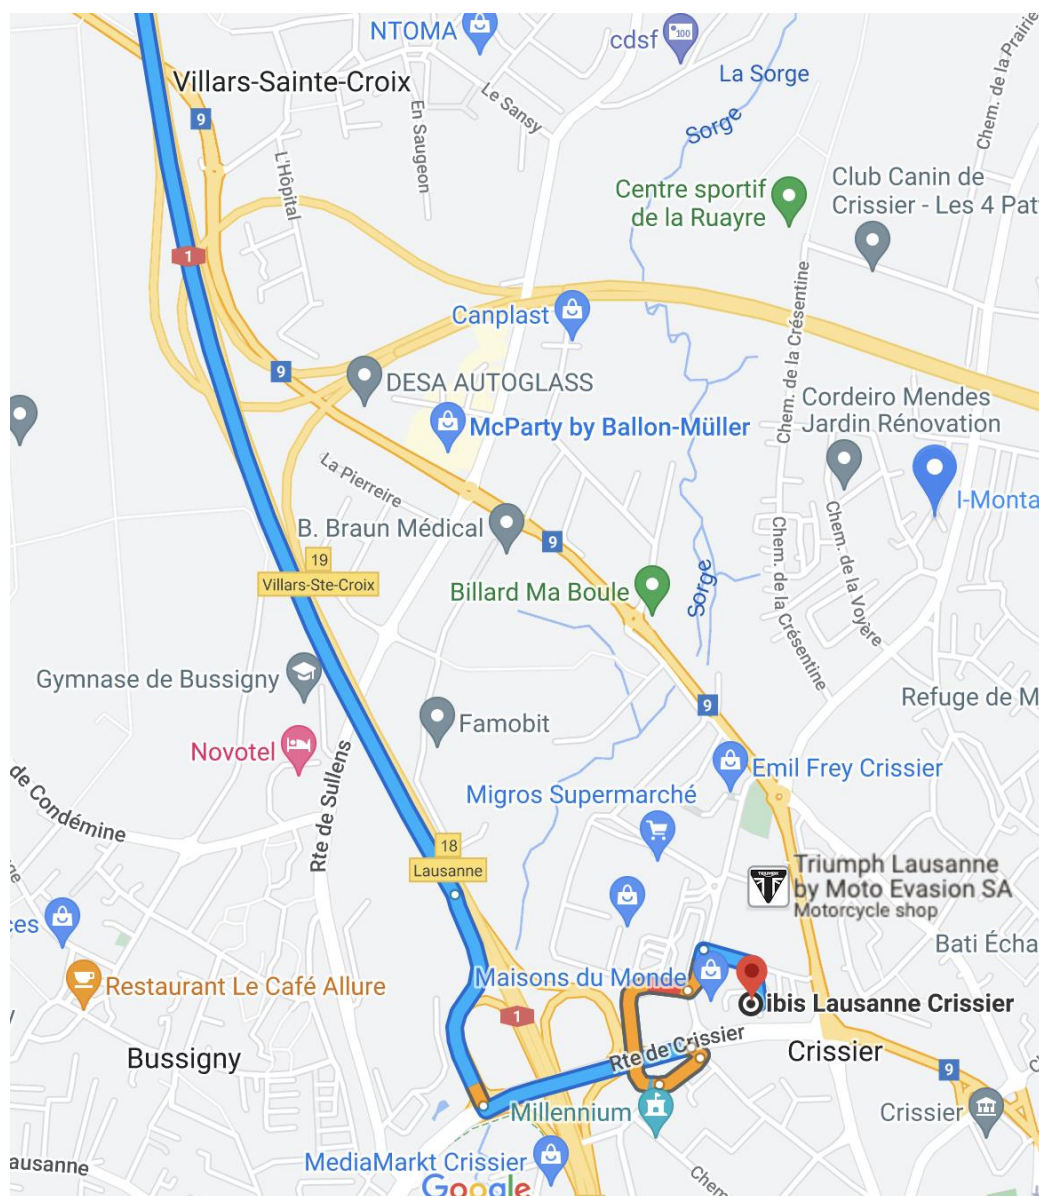 NTOMA
cdsf
100
La Sorge
Villars-Sainte-Croix
Le Sansy
Chem. de la Prairie
9
En Saugeon
Sorge
L'Hôpital
Centre sportif
de la Ruayre
Club Canin de
Crissier - Les 4 Pat
1
Canplast
Chem. de la Crésentine
9
DESA AUTOGLASS
Cordeiro Mendes
Jardin Rénovation
McParty by Ballon-Müller
La Pierreire
I-Monta
B. Braun Médical
9
Chem. de la Crésentine
Chem. de la Voyère
19
Villars-Ste-Croix
Billard Ma Boule
Sorge
Gymnase de Bussigny
Refuge de M
9
Famobit
Novotel
Rte de Sullens
Emil Frey Crissier
de Condémine
Migros Supermarché
18
Lausanne
TRIUMPH
Triumph Lausanne
by Moto Evasion SA
Motorcycle shop
ces
Bati Écha
Restaurant Le Café Allure
Maisons du Monde
ibis Lausanne Crissier
1
Rte de Crissier
Bussigny
Crissier
9
Millennium
Crissier
MediaMarkt Crissier
ausanne
Chem
Google